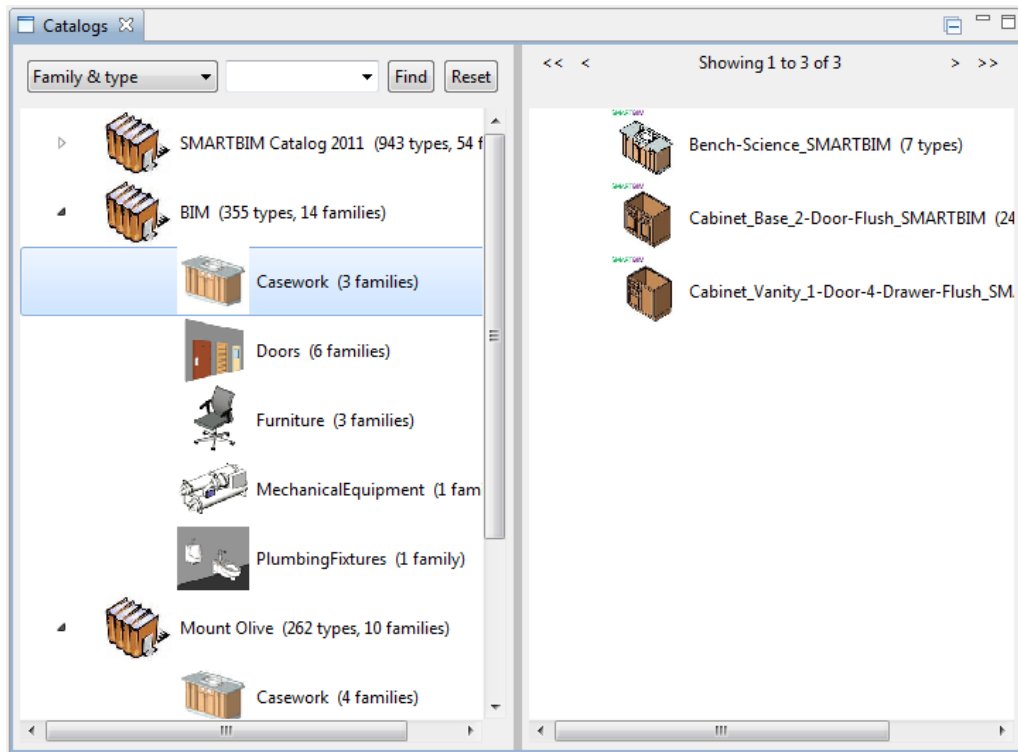 Catalogs
Family & type
Find
Reset
SMARTBIM Catalog 2011 (943 types, 54 f
BIM (355 types, 14 families)
Casework (3 families)
Doors (6 families)
Furniture (3 families)
MechanicalEquipment (1 fam
PlumbingFixtures (1 family)
Mount Olive (262 types, 10 families)
Casework (4 families)
<< < Showing 1 to 3 of 3 > >>
SMARTBIM
Bench-Science_SMARTBIM (7 types)
SMARTBIM
Cabinet_Base_2-Door-Flush_SMARTBIM (24
SMARTBIM
Cabinet_Vanity_1-Door-4-Drawer-Flush_SM